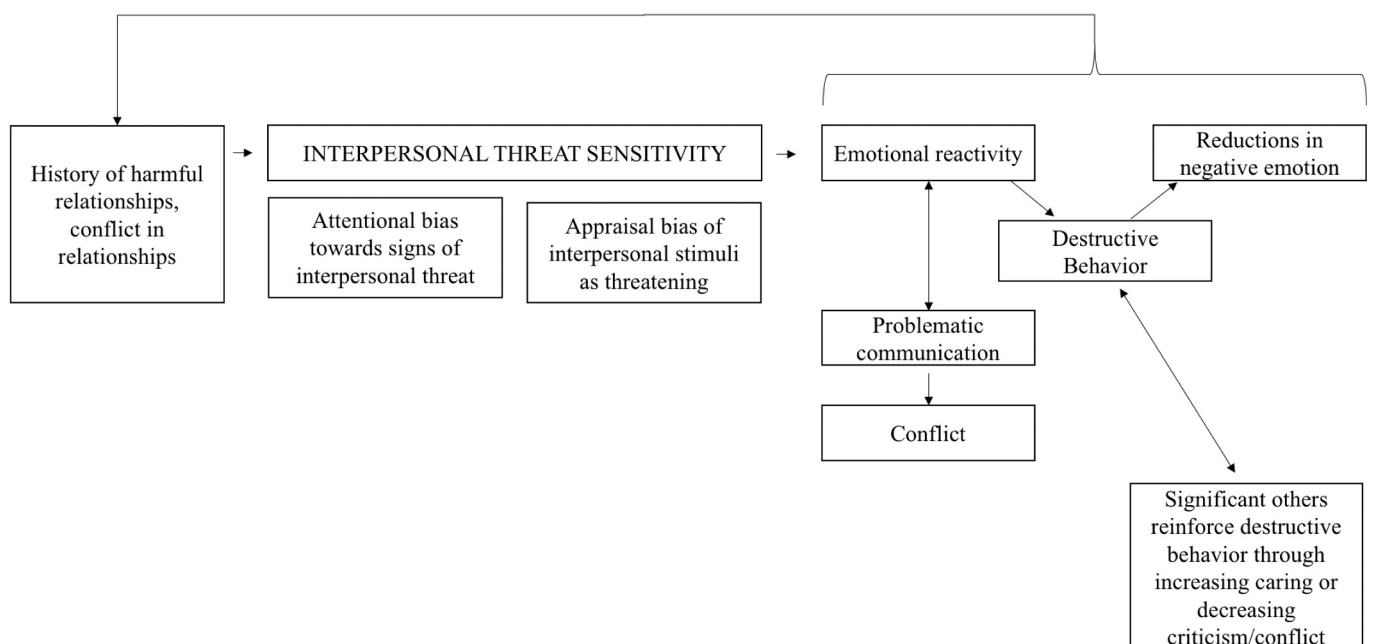 History of harmful
relationships,
conflict in
relationships
INTERPERSONAL THREAT SENSITIVITY
Attentional bias
towards signs of
interpersonal threat
Appraisal bias of
interpersonal stimuli
as threatening
Emotional reactivity
Reductions in
negative emotion
Destructive
Behavior
Problematic
communication
Conflict
Significant others
reinforce destructive
behavior through
increasing caring or
decreasing
criticism/conflict